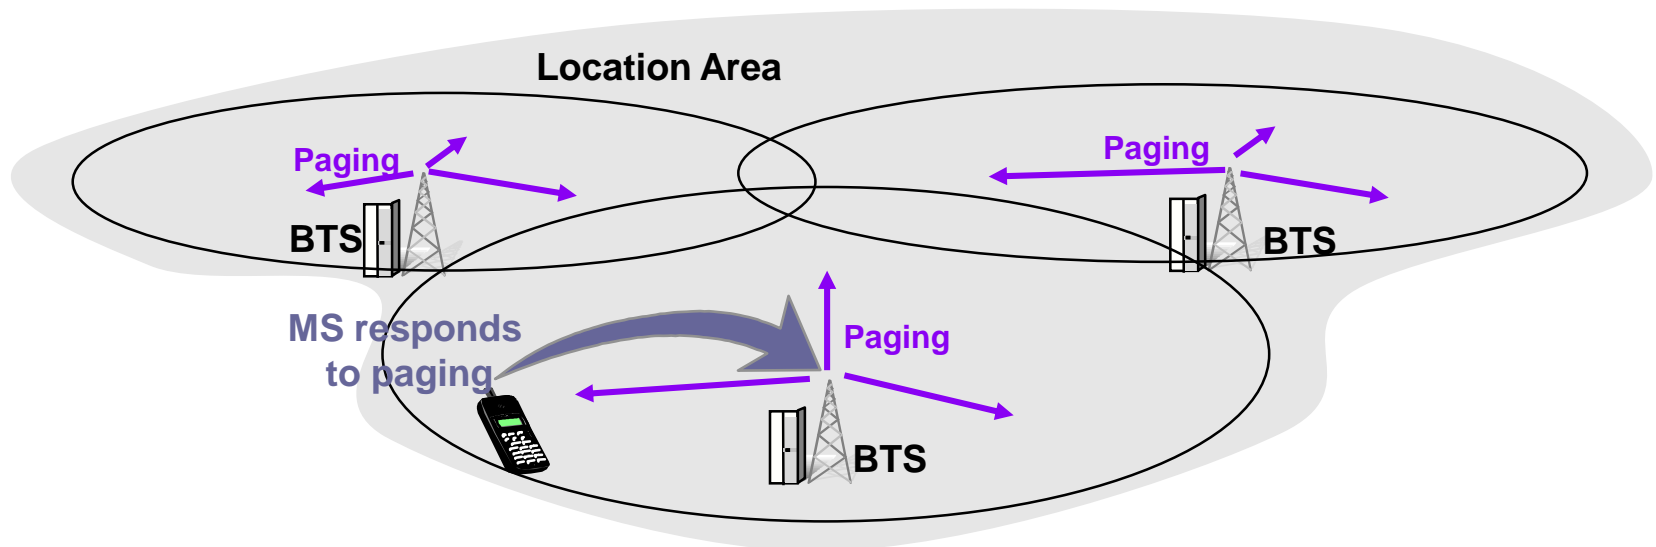 Location Area
Paging
Paging
BTS
BTS
MS responds
to paging
Paging
BTS